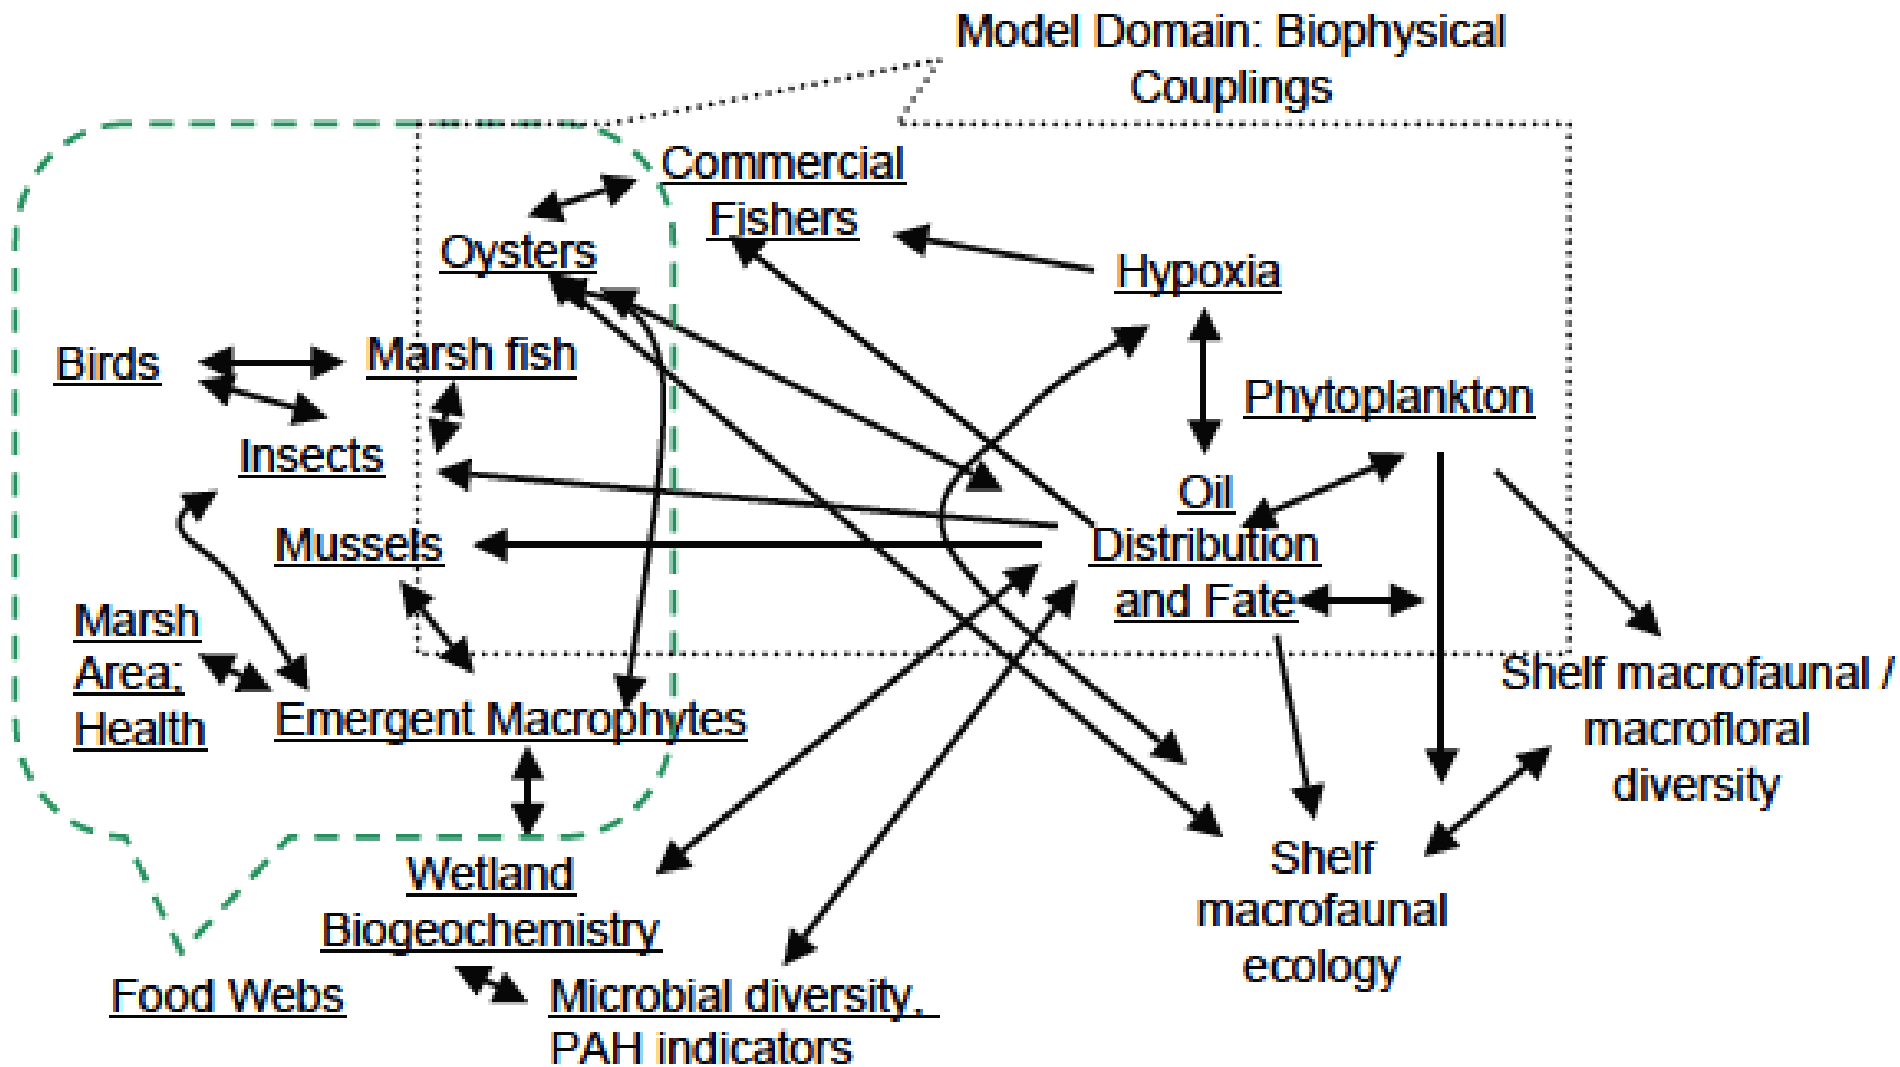 Model Domain: Biophysical
Couplings
Commercial
Fishers
Oysters
Hypoxia
Birds
Marsh fish
Phytoplankton
Insects
Oil
Distribution
and Fate
Mussels
Marsh
Area;
Health
Emergent Macrophytes
Shelf macrofaunal /
macrofloral
diversity
Wetland
Biogeochemistry
Shelf
macrofaunal
ecology
Food Webs
Microbial diversity,
PAH indicators